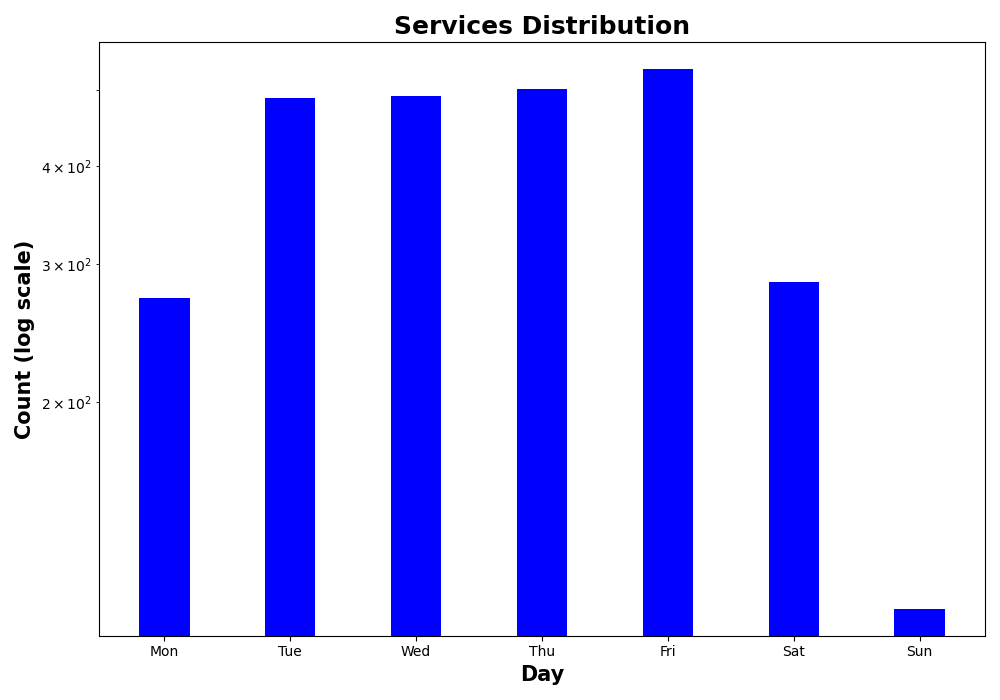 Services Distribution
Count (log scale)
4 × 10²
3 × 10²
2 × 10²
Mon Tue Wed Thu Fri Sat Sun
Day